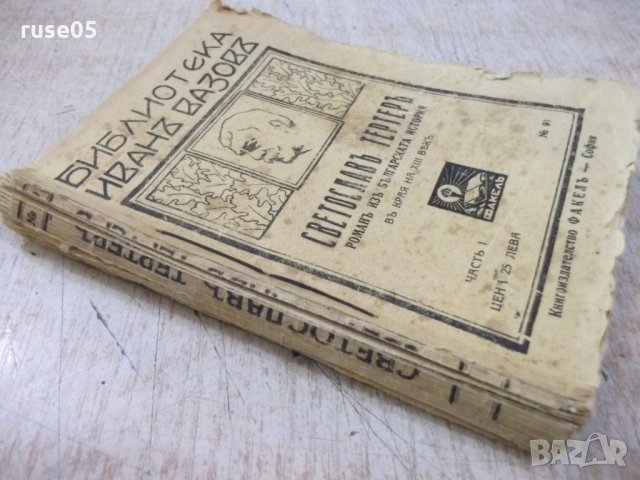 ruse05
БИБЛИОТЕКА
ИВАНЪ ВАЗОВЪ
СВЕТОСЛАВЪ ТЕРТЕРЪ
РОМАНЪ ИЗЪ БЪЛГАРСКАТА ИСТОРИЯ
ВЪ КРАЯ НА XIII ВѢКЪ
№ 91
ФАКЕЛЪ
ЧАСТЬ I
ЦЕНА 25 ЛЕВА
Книгоиздателство ФАКЕЛЪ — София
СВЕТОСЛАВЪ ТЕРТЕРЪ
BAZAR
bg